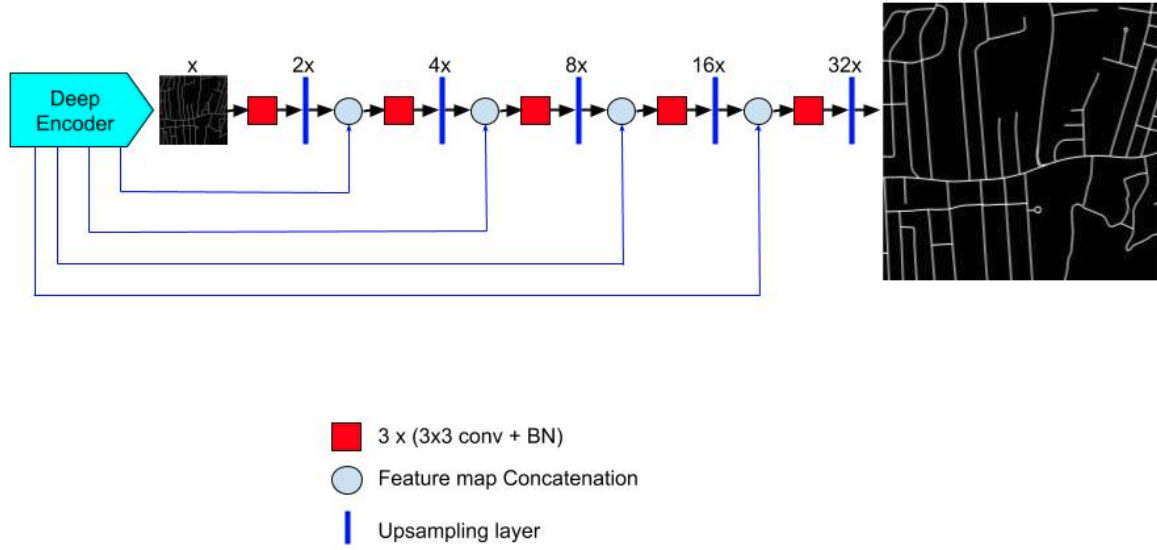 x
2x
4x
8x
16x
32x
Deep
Encoder
3 x (3x3 conv + BN)
Feature map Concatenation
Upsampling layer